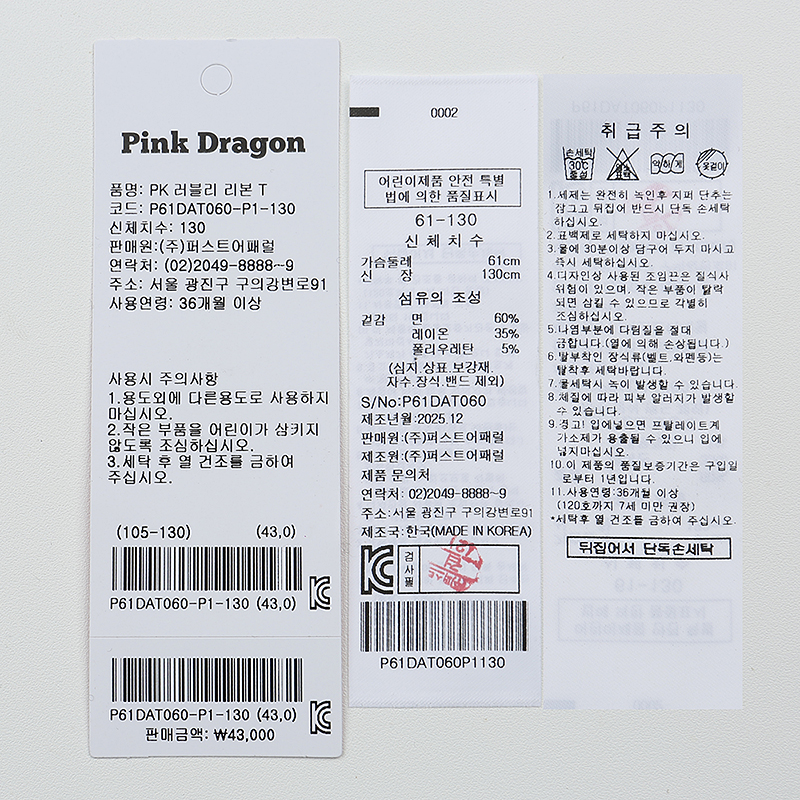 Pink Dragon
품명: PK 러블리 리본 T
코드: P61DAT060-P1-130
신체치수: 130
판매원:(주)퍼스트어패럴
연락처: (02)2049-8888~9
주소: 서울 광진구 구의강변로91
사용연령: 36개월 이상
사용시 주의사항
1.용도외에 다른용도로 사용하지
마십시오.
2.작은 부품을 어린이가 삼키지
않도록 조심하십시오.
3.세탁 후 열 건조를 금하여
주십시오.
(105-130) (43,0)
P61DAT060-P1-130 (43,0)
P61DAT060-P1-130 (43,0)
판매금액: ₩43,000
0002
어린이제품 안전 특별
법에 의한 품질표시
61-130
신체치수
가슴둘레 61cm
신 장 130cm
섬유의 조성
겉감 면 60%
레이온 35%
폴리우레탄 5%
(심지.상표.보강재.
자수.장식.밴드 제외)
S/No:P61DAT060
제조년월:2025.12
판매원:(주)퍼스트어패럴
제조원:(주)퍼스트어패럴
제품 문의처
연락처: 02)2049-8888~9
주소:서울 광진구 구의강변로91
제조국:한국(MADE IN KOREA)
검
사
필
P61DAT060P1130
취급주의
손세탁
30℃
중성
약하게
옷걸이
1.세제는 완전히 녹인후 지퍼 단추는
잠그고 뒤집어 반드시 단독 손세탁
하십시오.
2.표백제로 세탁하지 마십시오.
3.물에 30분이상 담구어 두지 마시고
즉시 세탁하십시오.
4.디자인상 사용된 조임끈은 질식사
위험이 있으며, 작은 부품이 탈락
되면 삼킬 수 있으므로 각별히
조심하십시오.
5.나염부분에 다림질을 절대
금합니다.(열에 의해 손상됩니다.)
6.탈부착인 장식류(벨트.와펜등)는
탈착후 세탁바랍니다.
7.물세탁시 녹이 발생할 수 있습니다.
8.체질에 따라 피부 알러지가 발생할
수 있습니다.
9.경고! 입에넣으면 프탈레이트계
가소제가 용출될 수 있으니 입에
넣지마십시오.
10.이 제품의 품질보증기간은 구입일
로부터 1년입니다.
11.사용연령:36개월 이상
(120호까지 7세 미만 권장)
*세탁후 열 건조를 금하여 주십시오.
뒤집어서 단독손세탁